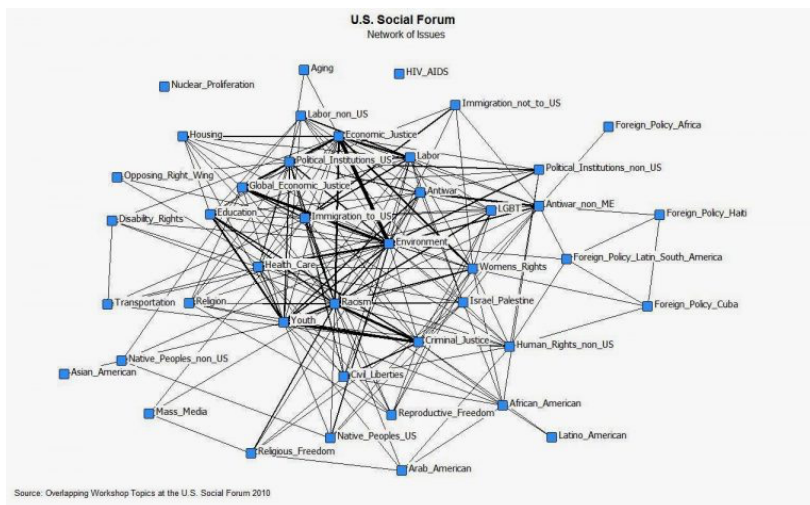 U.S. Social Forum
Network of Issues
Aging
HIV_AIDS
Nuclear_Proliferation
Immigration_not_to_US
Labor_non_US
Foreign_Policy_Africa
Housing
Economic_Justice
Labor
Political_Institutions_US
Political_Institutions_non_US
Opposing_Right_Wing
Global_Economic_Justice
Antiwar
Antiwar_non_ME
Education
Immigration_to_US
LGBT
Foreign_Policy_Haiti
Disability_Rights
Environment
Foreign_Policy_Latin_South_America
Health_Care
Womens_Rights
Transportation
Religion
Racism
Israel_Palestine
Foreign_Policy_Cuba
Youth
Criminal_Justice
Human_Rights_non_US
Native_Peoples_non_US
Asian_American
Civil_Liberties
African_American
Mass_Media
Reproductive_Freedom
Native_Peoples_US
Latino_American
Religious_Freedom
Arab_American
Source: Overlapping Workshop Topics at the U.S. Social Forum 2010